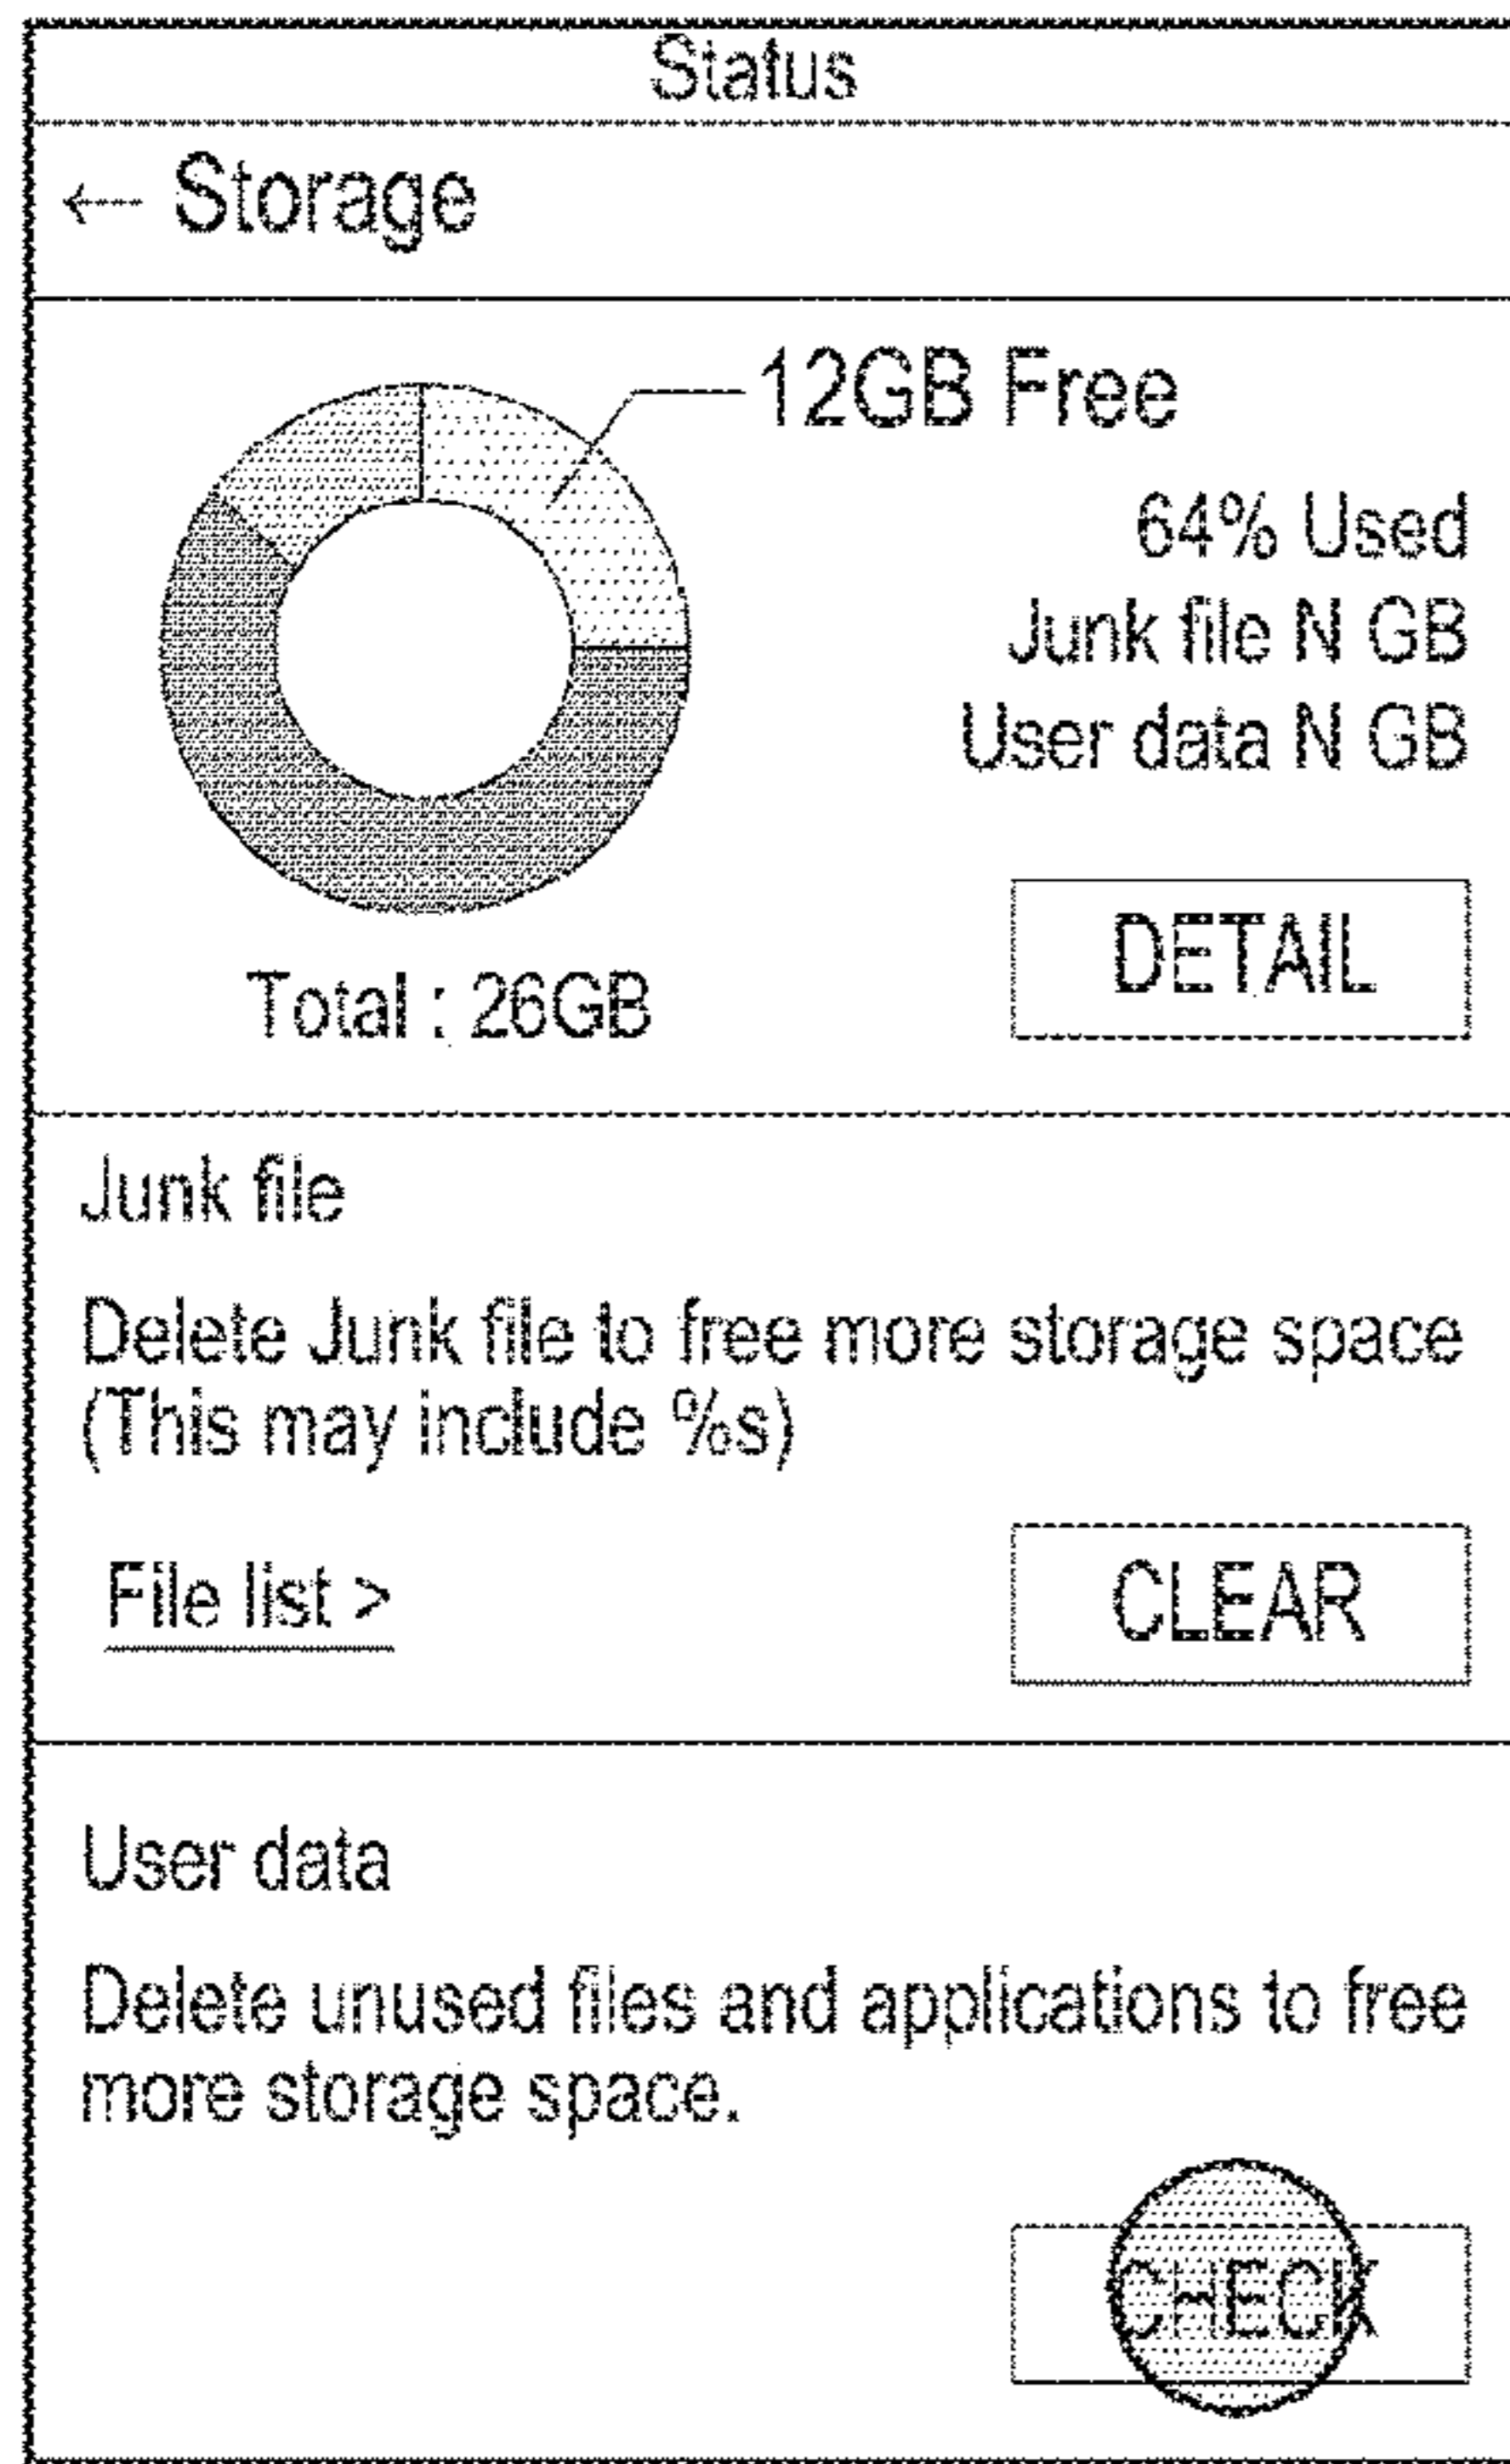 Status
← Storage
12GB Free
64% Used
Junk file N GB
User data N GB
DETAIL
Total : 26GB
Junk file
Delete Junk file to free more storage space
(This may include %s)
File list >
CLEAR
User data
Delete unused files and applications to free
more storage space.
CHECK